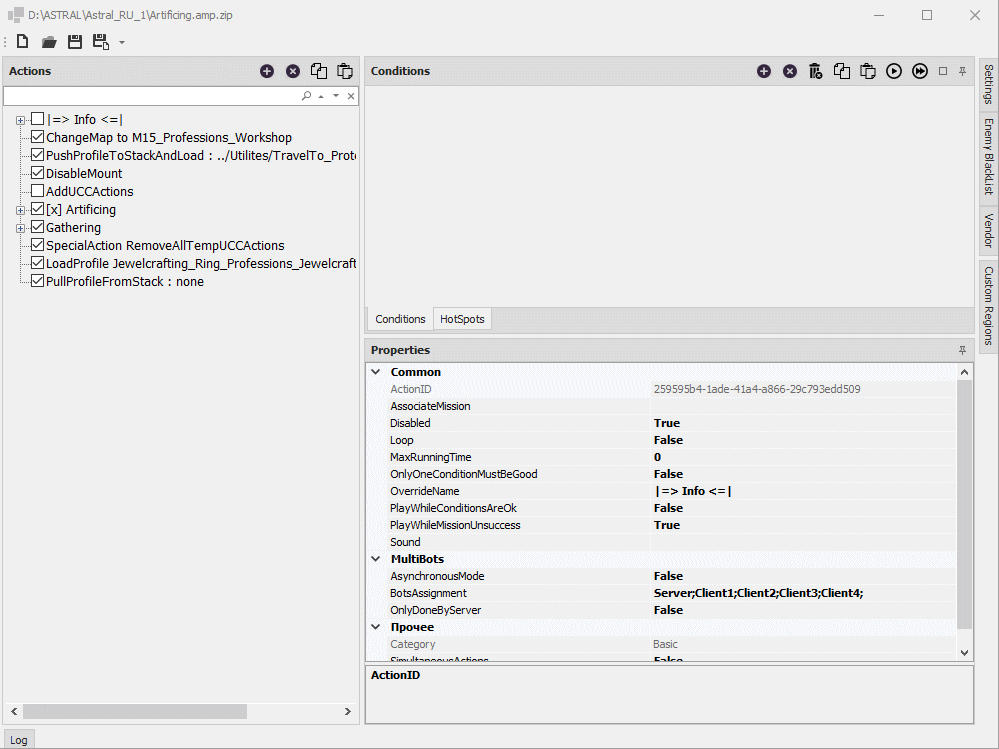 D:\ASTRAL\Astral_RU_1\Artificing.amp.zip
Actions
|=> Info <=|
ChangeMap to M15_Professions_Workshop
PushProfileToStackAndLoad : ../Utilites/TravelTo_Prot
DisableMount
AddUCCActions
[x] Artificing
Gathering
SpecialAction RemoveAllTempUCCActions
LoadProfile Jewelcrafting_Ring_Professions_Jewelcraft
PullProfileFromStack : none
Conditions
Conditions
HotSpots
Properties
Common
ActionID 259595b4-1ade-41a4-a866-29c793edd509
AssociateMission
Disabled True
Loop False
MaxRunningTime 0
OnlyOneConditionMustBeGood False
OverrideName |=> Info <=|
PlayWhileConditionsAreOk False
PlayWhileMissionUnsuccess True
Sound
MultiBots
AsynchronousMode False
BotsAssignment Server;Client1;Client2;Client3;Client4;
OnlyDoneByServer False
Прочее
Category Basic
SimultaneousActions False
ActionID
Settings
Enemy BlackList
Vendor
Custom Regions
Log